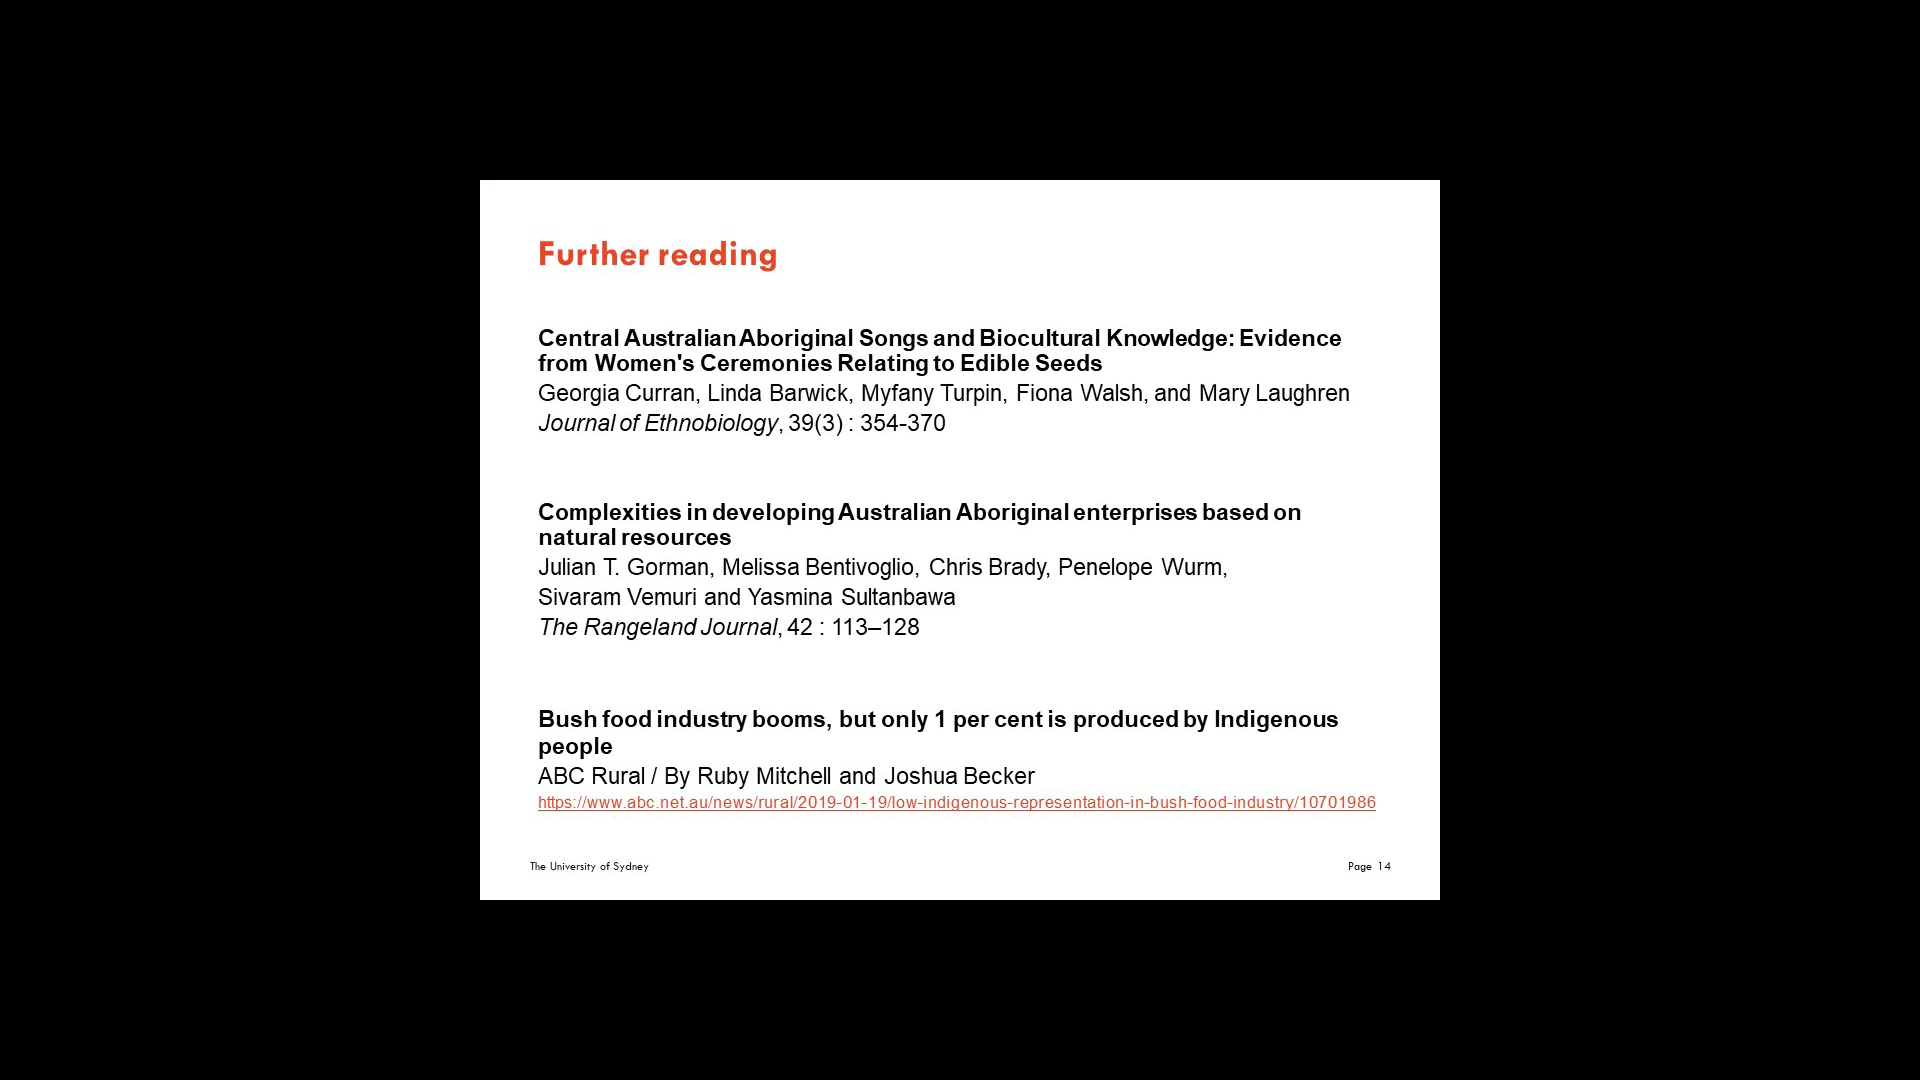 Further reading
Central Australian Aboriginal Songs and Biocultural Knowledge: Evidence
from Women's Ceremonies Relating to Edible Seeds
Georgia Curran, Linda Barwick, Myfany Turpin, Fiona Walsh, and Mary Laughren
Journal of Ethnobiology, 39(3) : 354-370
Complexities in developing Australian Aboriginal enterprises based on
natural resources
Julian T. Gorman, Melissa Bentivoglio, Chris Brady, Penelope Wurm,
Sivaram Vemuri and Yasmina Sultanbawa
The Rangeland Journal, 42 : 113–128
Bush food industry booms, but only 1 per cent is produced by Indigenous
people
ABC Rural / By Ruby Mitchell and Joshua Becker
https://www.abc.net.au/news/rural/2019-01-19/low-indigenous-representation-in-bush-food-industry/10701986
The University of Sydney
Page 14